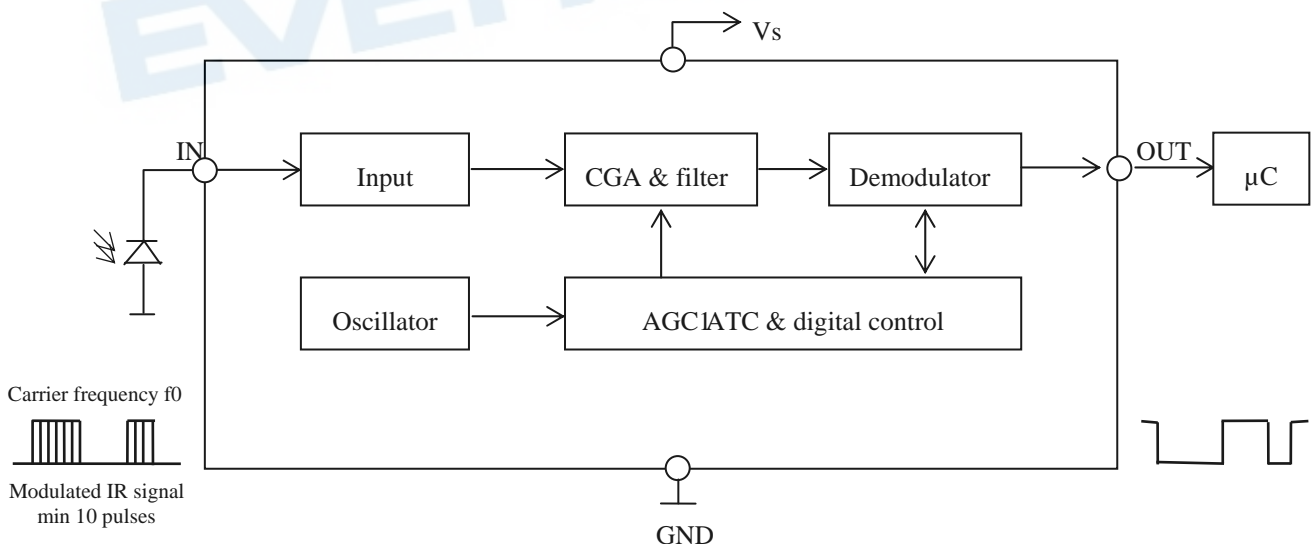 Vs
IN
Input
CGA & filter
Demodulator
OUT
µC
Oscillator
AGC1ATC & digital control
Carrier frequency f0
Modulated IR signal
min 10 pulses
GND